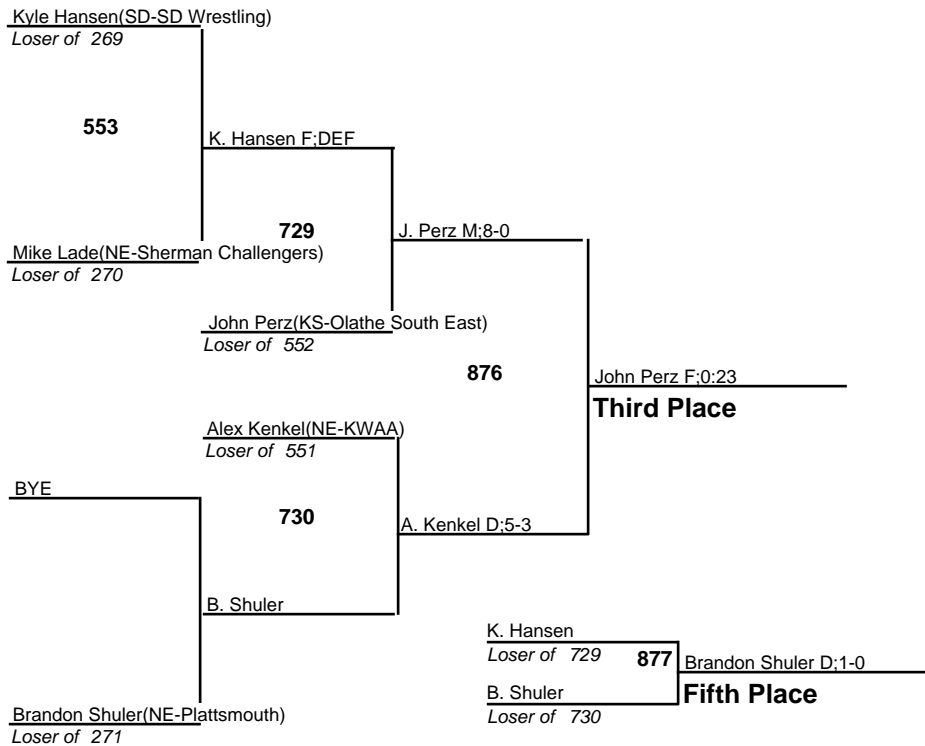 Kyle Hansen(SD-SD Wrestling)
Loser of 269
553
K. Hansen F;DEF
729
J. Perz M;8-0
Mike Lade(NE-Sherman Challengers)
Loser of 270
John Perz(KS-Olathe South East)
Loser of 552
876
John Perz F;0:23
Third Place
Alex Kenkel(NE-KWAA)
Loser of 551
BYE
730
A. Kenkel D;5-3
B. Shuler
K. Hansen
Loser of 729
877
Brandon Shuler D;1-0
Fifth Place
B. Shuler
Loser of 730
Brandon Shuler(NE-Plattsmouth)
Loser of 271